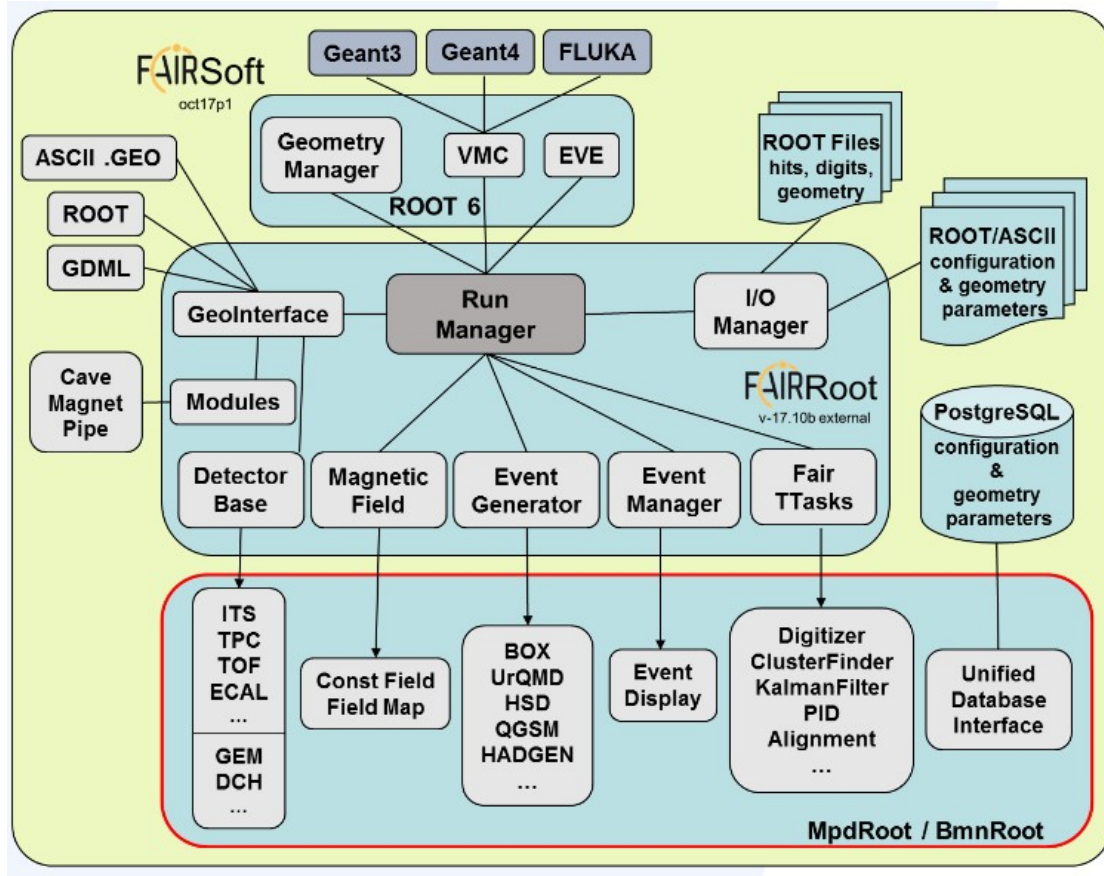 Geant3
Geant4
FLUKA
FAIRSoft
oct17p1
Geometry
Manager
VMC
EVE
ROOT 6
ASCII .GEO
ROOT
GDML
ROOT Files
hits, digits,
geometry
ROOT/ASCII
configuration
& geometry
parameters
GeoInterface
Run
Manager
I/O
Manager
Cave
Magnet
Pipe
Modules
FAIRRoot
v-17.10b external
PostgreSQL
configuration
&
geometry
parameters
Detector
Base
Magnetic
Field
Event
Generator
Event
Manager
Fair
TTasks
ITS
TPC
TOF
ECAL
...
GEM
DCH
...
Const Field
Field Map
BOX
UrQMD
HSD
QGSM
HADGEN
...
Event
Display
Digitizer
ClusterFinder
KalmanFilter
PID
Alignment
...
Unified
Database
Interface
MpdRoot / BmnRoot